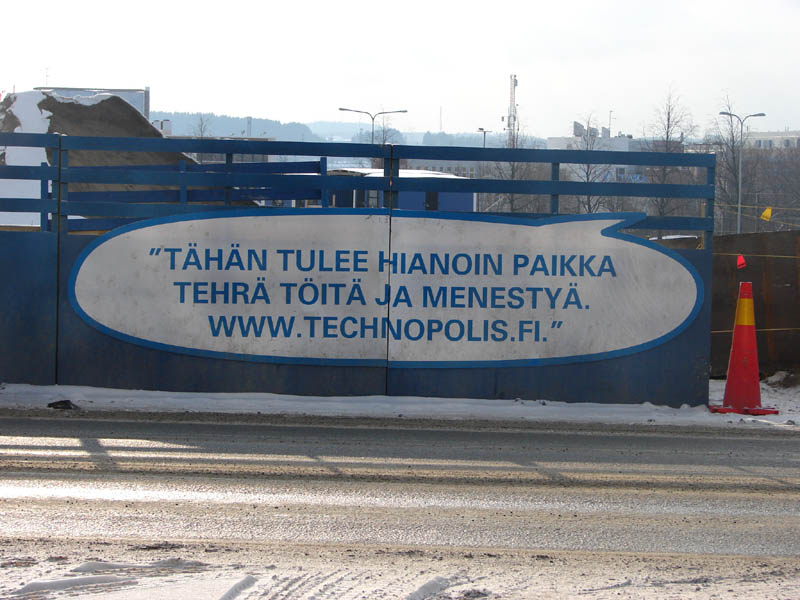 "TÄHÄN TULEE HIANOIN PAIKKA
TEHRÄ TÖITÄ JA MENESTYÄ.
WWW.TECHNOPOLIS.FI."